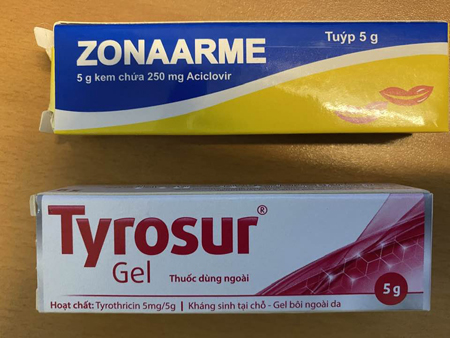 ZONAARME
Tuýp 5 g
5 g kem chứa 250 mg Aciclovir
Tyrosur®
Gel
Thuốc dùng ngoài
5 g
Hoạt chất: Tyrothricin 5mg/5g | Kháng sinh tại chỗ - Gel bôi ngoài da